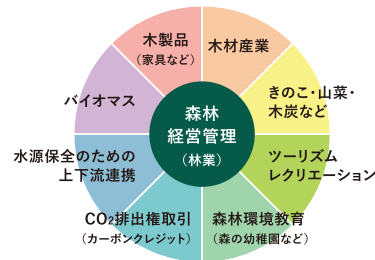 木製品
(家具など)
木材産業
きのこ・山菜・
木炭など
ツーリズム
レクリエーション
森林環境教育
(森の幼稚園など)
CO₂排出権取引
(カーボンクレジット)
水源保全のための
上下流連携
バイオマス
森林
経営管理
(林業)